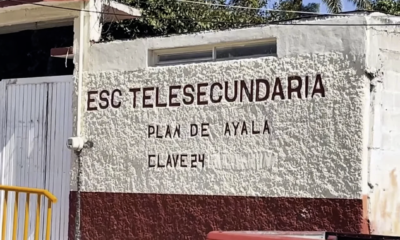 ESC TELESECUNDARIA
PLAN DE AYALA
CLAVE 24